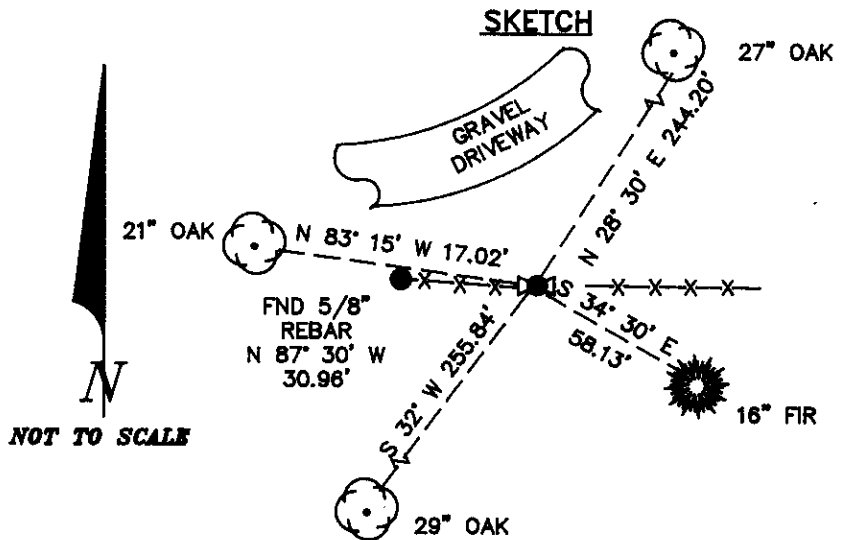 SKETCH
27" OAK
GRAVEL
DRIVEWAY
N 28° 30' E 244.20'
21" OAK
N 83° 15' W 17.02'
FND 5/8"
REBAR
N 87° 30' W
30.96'
X X X X X X X
S 34° 30' E
58.13'
S 32° W 255.84'
16" FIR
N
NOT TO SCALE
29" OAK